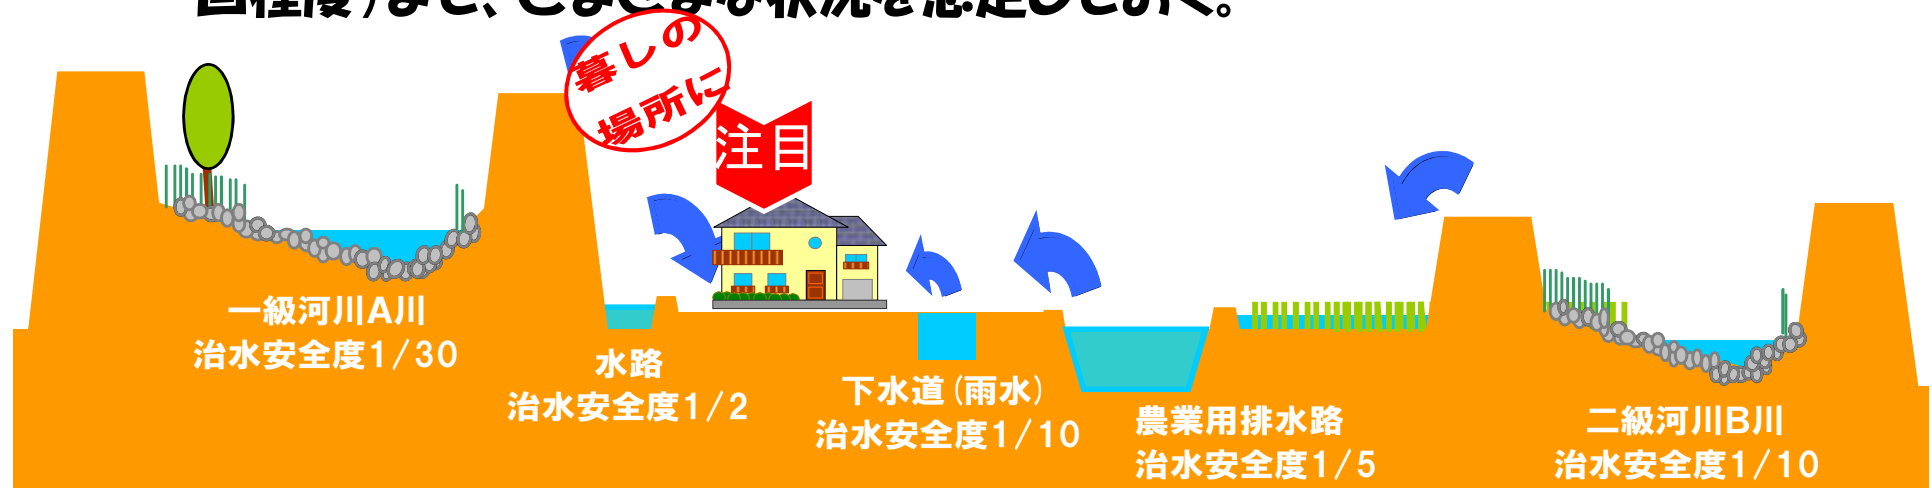 暮しの
場所に
注目
一級河川A川
治水安全度1/30
水路
治水安全度1/2
下水道(雨水)
治水安全度1/10
農業用排水路
治水安全度1/5
二級河川B川
治水安全度1/10